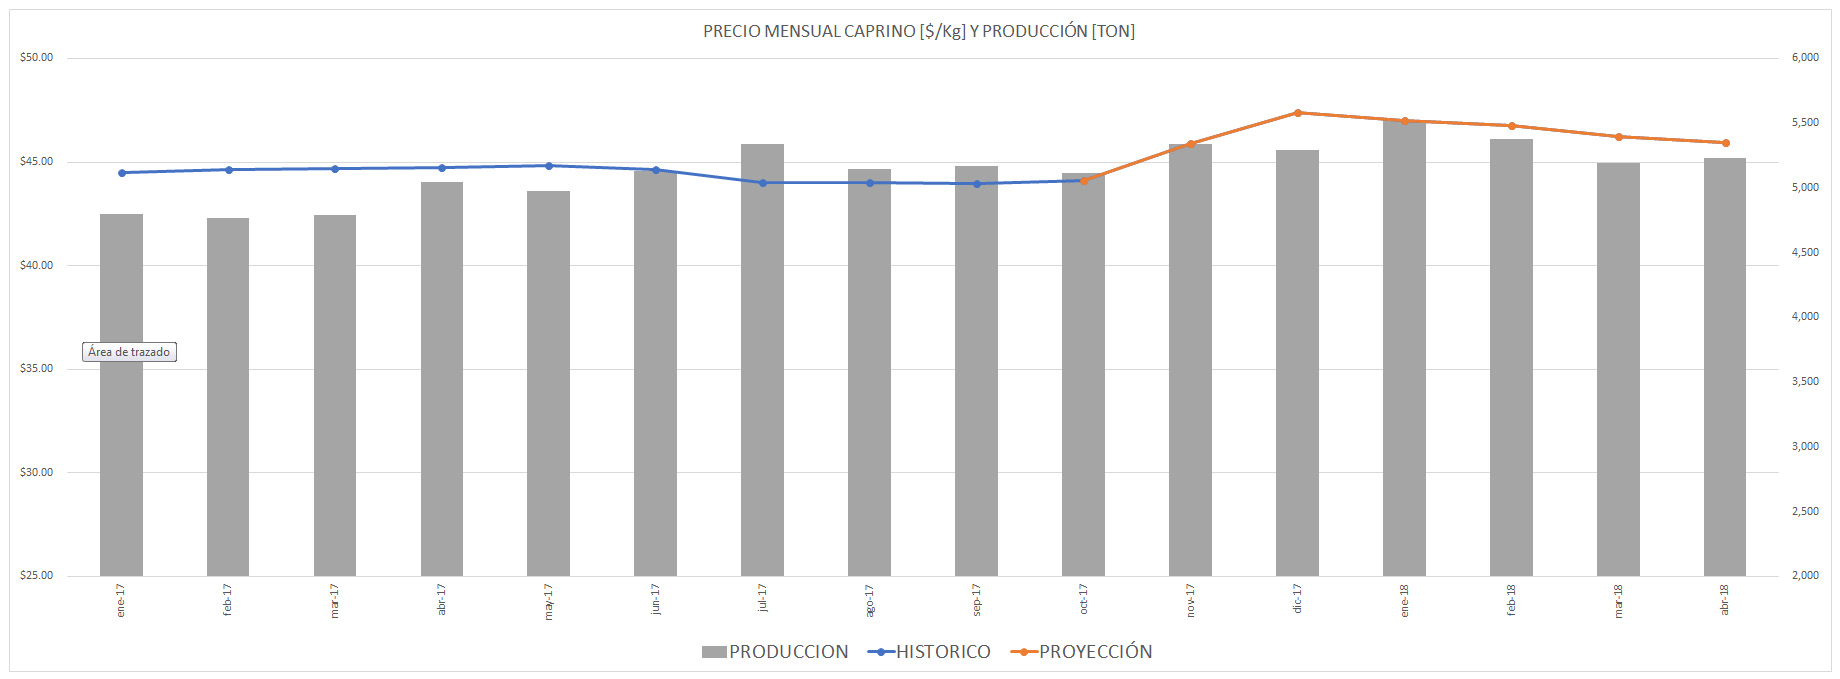 PRECIO MENSUAL CAPRINO [$/Kg] Y PRODUCCIÓN [TON]
$50.00
$45.00
$40.00
$35.00
$30.00
$25.00
6,000
5,500
5,000
4,500
4,000
3,500
3,000
2,500
2,000
Área de trazado
ene-17
feb-17
mar-17
abr-17
may-17
jun-17
jul-17
ago-17
sep-17
oct-17
nov-17
dic-17
ene-18
feb-18
mar-18
abr-18
PRODUCCION HISTORICO PROYECCIÓN